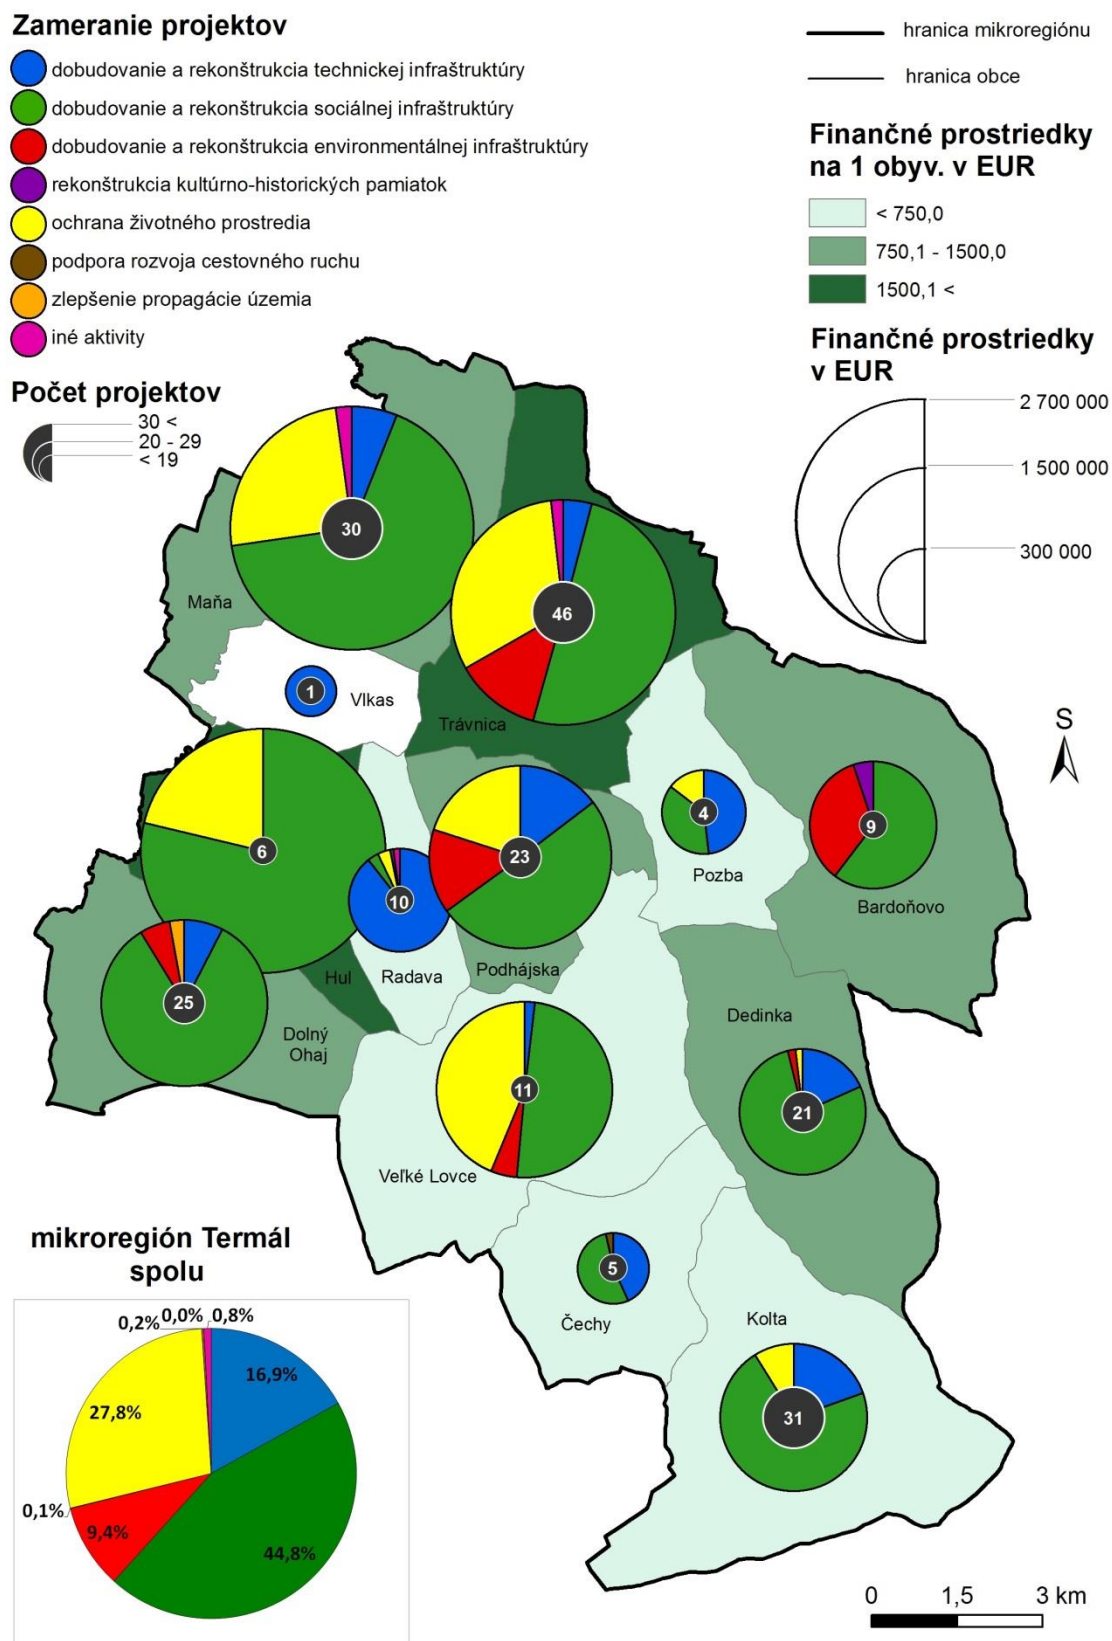 Zameranie projektov
dobudovanie a rekonštrukcia technickej infraštruktúry
dobudovanie a rekonštrukcia sociálnej infraštruktúry
dobudovanie a rekonštrukcia environmentálnej infraštruktúry
rekonštrukcia kultúrno-historických pamiatok
ochrana životného prostredia
podpora rozvoja cestovného ruchu
zlepšenie propagácie územia
iné aktivity
Počet projektov
30 <
20 - 29
< 19
hranica mikroregiónu
hranica obce
Finančné prostriedky
na 1 obyv. v EUR
< 750,0
750,1 - 1500,0
1500,1 <
Finančné prostriedky
v EUR
2 700 000
1 500 000
300 000
30
Maňa
46
1
Vlkas
Trávnica
S
6
23
4
9
10
Pozba
Bardoňovo
25
Hul
Radava
Podhájska
Dolný
Ohaj
Dedinka
11
21
Veľké Lovce
5
Čechy
Kolta
31
mikroregión Termál
spolu
0,2%
0,0%
0,8%
16,9%
27,8%
0,1%
9,4%
44,8%
0
1,5
3 km